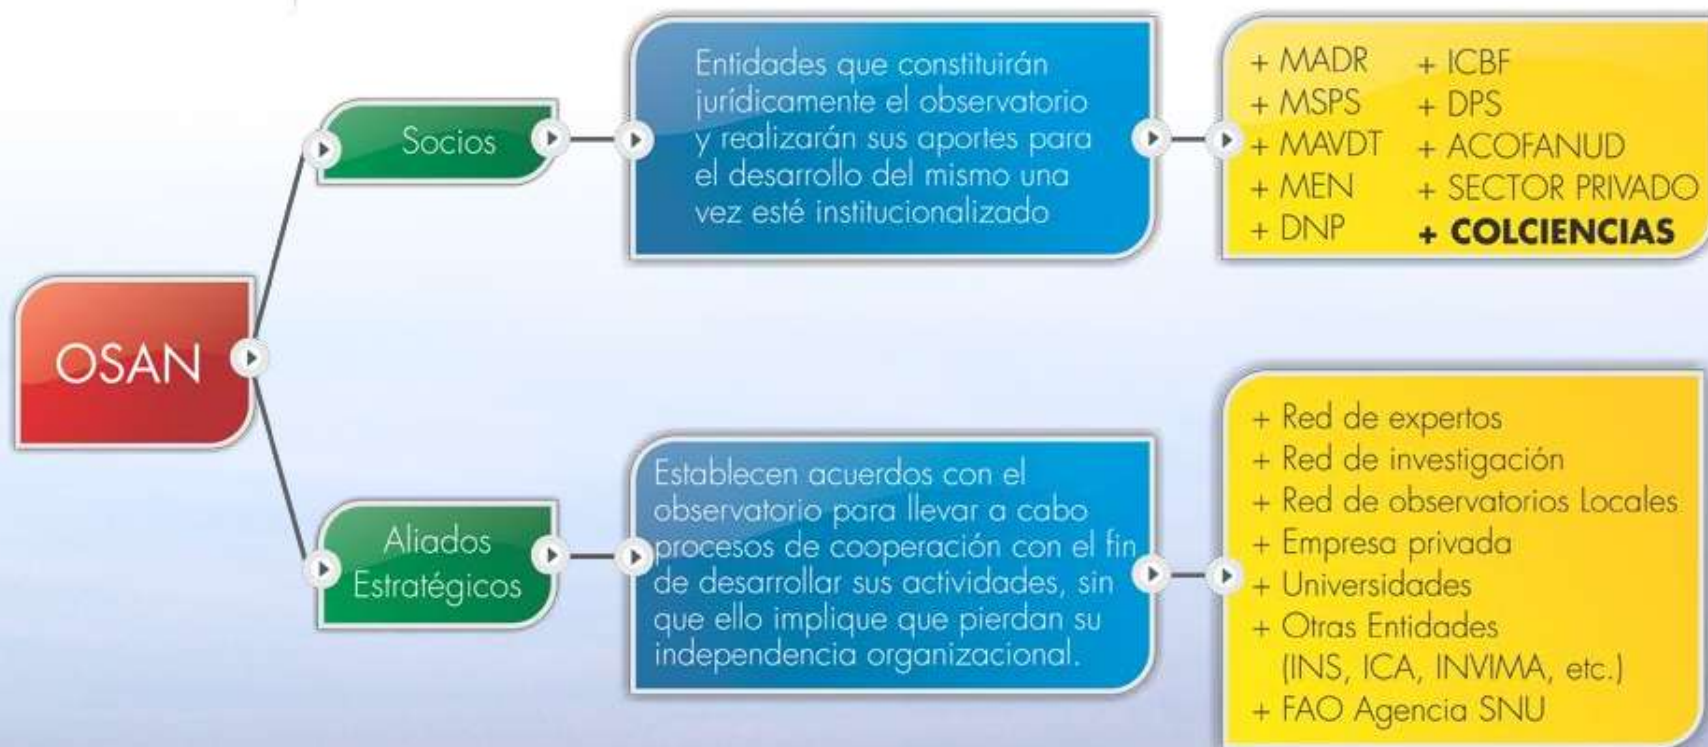 OSAN
Socios
Entidades que constituirán
jurídicamente el observatorio
y realizarán sus aportes para
el desarrollo del mismo una
vez esté institucionalizado
+ MADR
+ MSPS
+ MAVDT
+ MEN
+ DNP
+ ICBF
+ DPS
+ ACOFANUD
+ SECTOR PRIVADO
+ COLCIENCIAS
Aliados
Estratégicos
Establecen acuerdos con el
observatorio para llevar a cabo
procesos de cooperación con el fin
de desarrollar sus actividades, sin
que ello implique que pierdan su
independencia organizacional.
+ Red de expertos
+ Red de investigación
+ Red de observatorios Locales
+ Empresa privada
+ Universidades
+ Otras Entidades
(INS, ICA, INVIMA, etc.)
+ FAO Agencia SNU